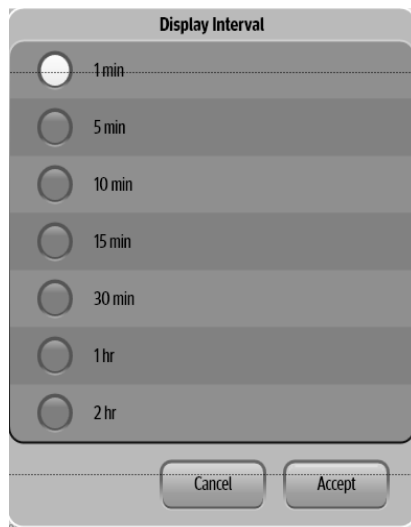 Display Interval
1 min
5 min
10 min
15 min
30 min
1 hr
2 hr
Cancel Accept